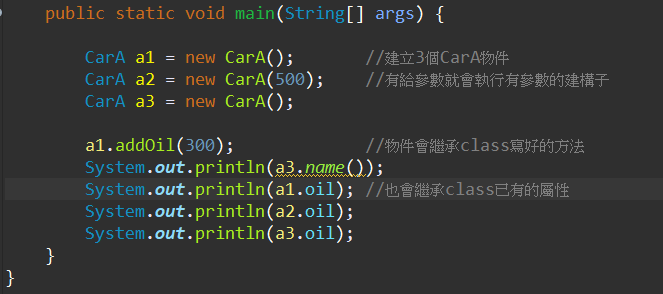 public static void main(String[] args) {
CarA a1 = new CarA(); //建立3個CarA物件
CarA a2 = new CarA(500); //有給參數就會執行有參數的建構子
CarA a3 = new CarA();
a1.addOil(300); //物件會繼承class寫好的方法
System.out.println(a3.name());
System.out.println(a1.oil); //也會繼承class已有的屬性
System.out.println(a2.oil);
System.out.println(a3.oil);
}
}